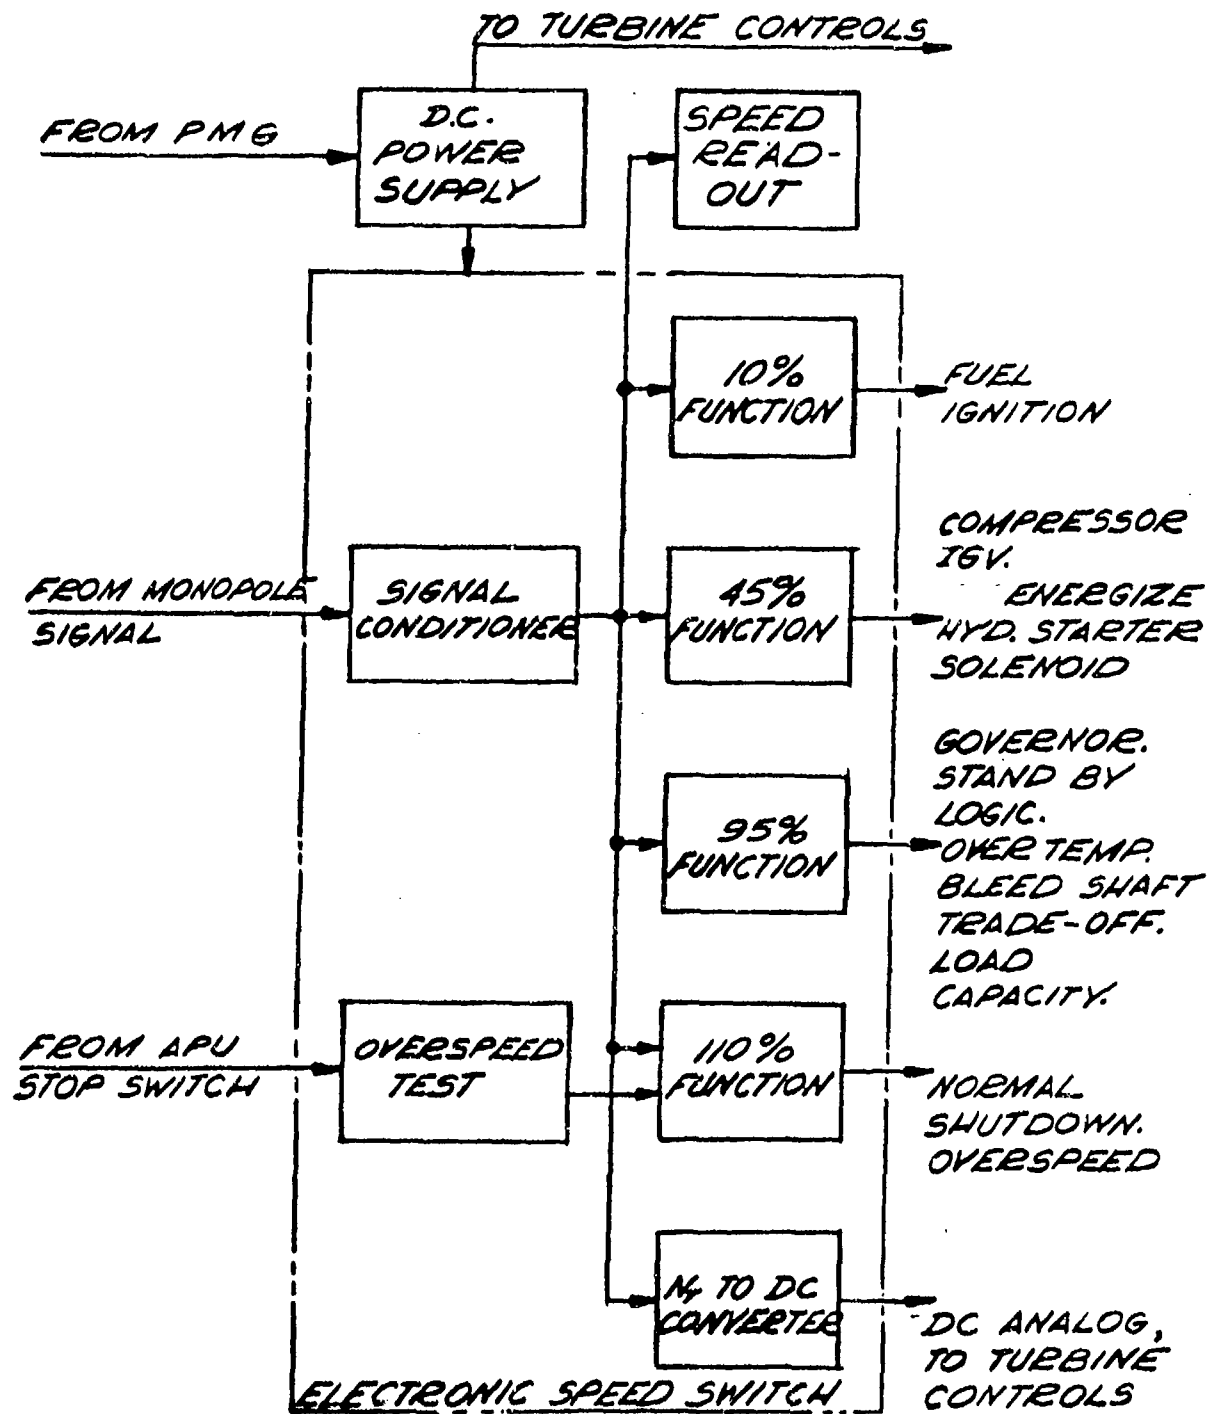 TO TURBINE CONTROLS
FROM PMG
D.C.
POWER
SUPPLY
SPEED
READ-
OUT
10%
FUNCTION
FUEL
IGNITION
FROM MONOPOLE
SIGNAL
SIGNAL
CONDITIONER
45%
FUNCTION
COMPRESSOR
IGV.
ENERGIZE
HYD. STARTER
SOLENOID
95%
FUNCTION
GOVERNOR.
STAND BY
LOGIC.
OVER TEMP.
BLEED SHAFT
TRADE-OFF.
LOAD
CAPACITY.
FROM APU
STOP SWITCH
OVERSPEED
TEST
110%
FUNCTION
NORMAL
SHUTDOWN.
OVERSPEED
TO DC
CONVERTER
DC ANALOG,
TO TURBINE
CONTROLS
ELECTRONIC SPEED SWITCH